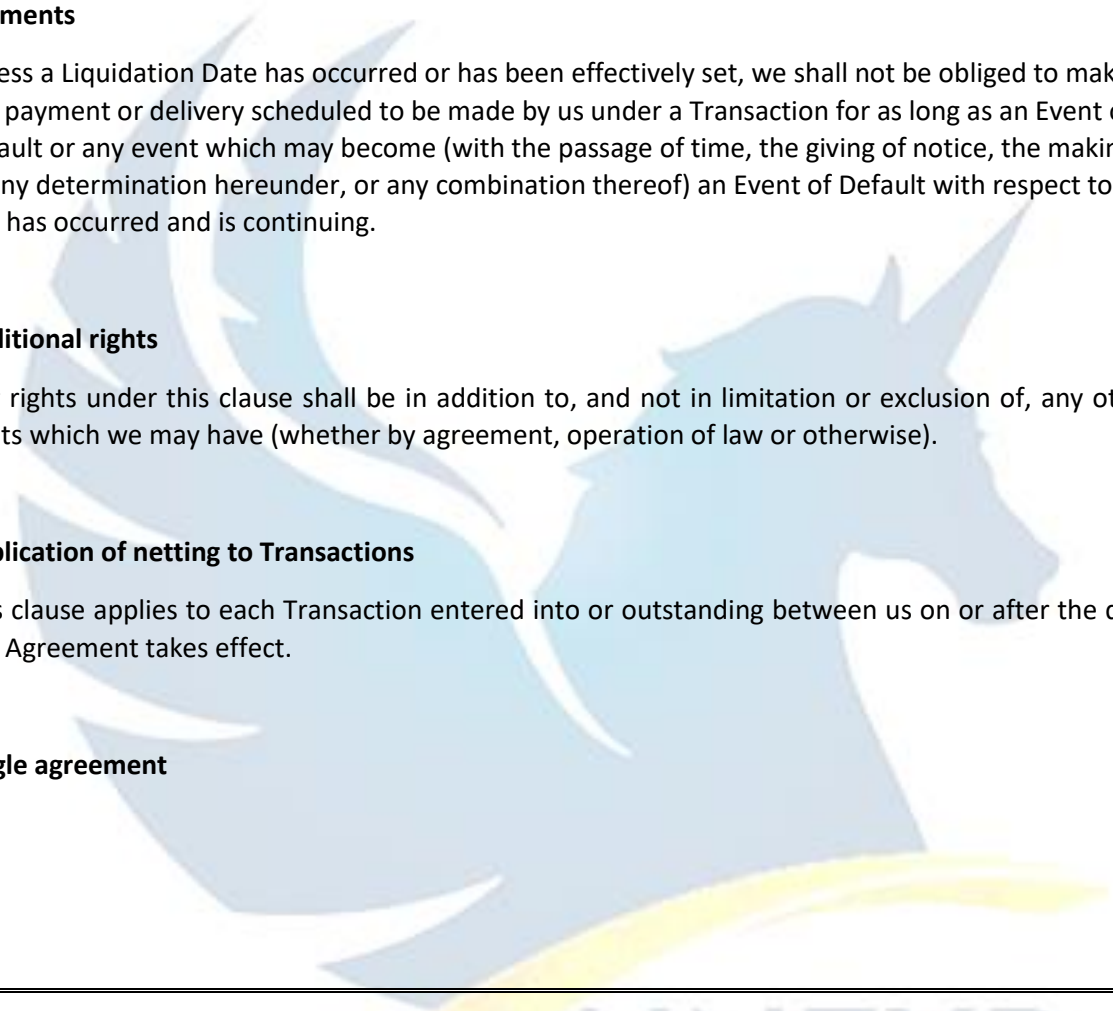 ments
ess a Liquidation Date has occurred or has been effectively set, we shall not be obliged to mak
payment or delivery scheduled to be made by us under a Transaction for as long as an Event o
ault or any event which may become (with the passage of time, the giving of notice, the makin
ny determination hereunder, or any combination thereof) an Event of Default with respect to
has occurred and is continuing.
ditional rights
rights under this clause shall be in addition to, and not in limitation or exclusion of, any ot
ts which we may have (whether by agreement, operation of law or otherwise).
plication of netting to Transactions
s clause applies to each Transaction entered into or outstanding between us on or after the d
Agreement takes effect.
gle agreement